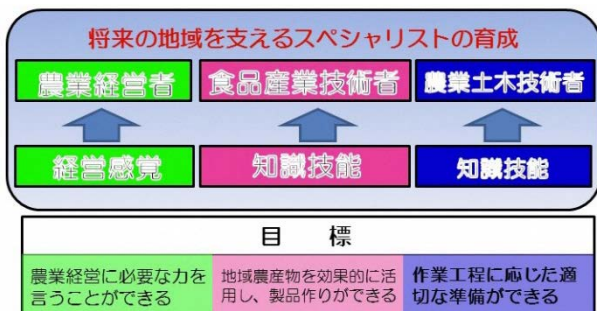 将来の地域を支えるスペシャリストの育成
農業経営者 食品産業技術者 農業土木技術者
経営感覚 知識技能 知識技能
目 標
農業経営に必要な力を
言うことができる
地域農産物を効果的に活
用し、製品作りができる
作業工程に応じた適
切な準備ができる